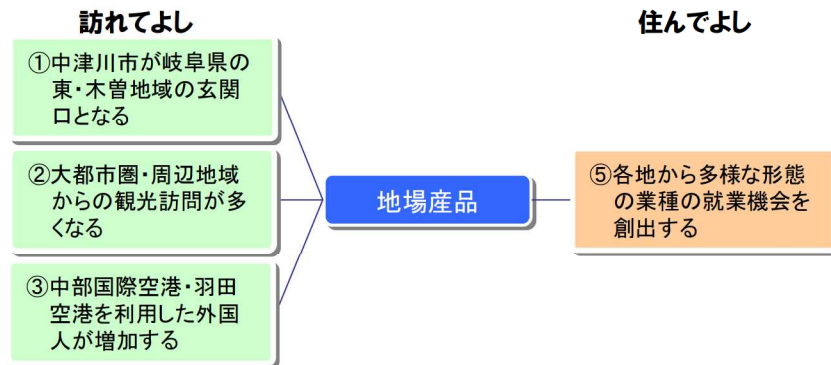 訪れてよし
住んでよし
①中津川市が岐阜県の
東・木曽地域の玄関
口となる
②大都市圏・周辺地域
からの観光訪問が多
くなる
③中部国際空港・羽田
空港を利用した外国
人が増加する
地場産品
⑤各地から多様な形態
の業種の就業機会を
創出する